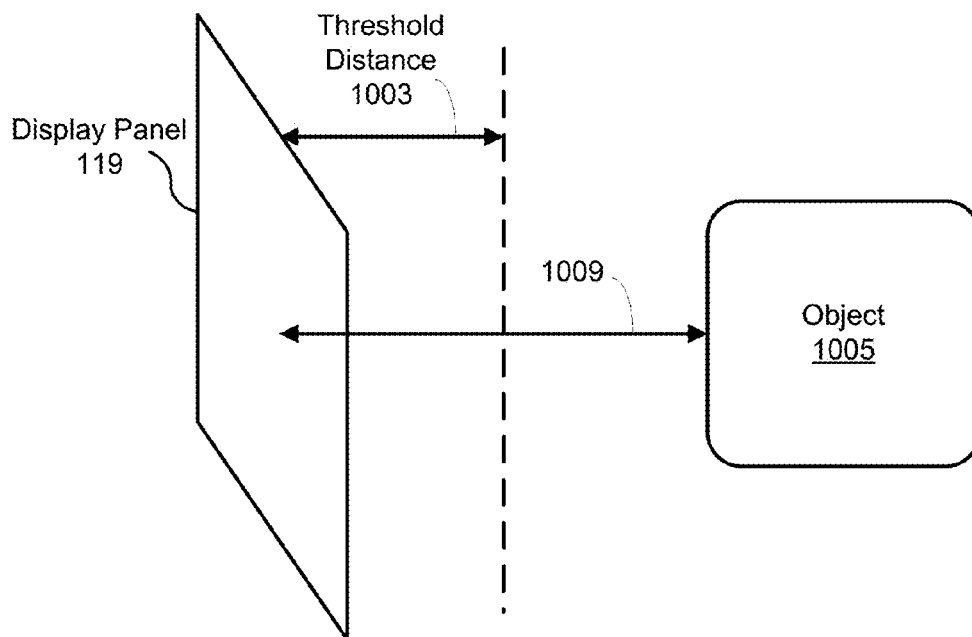 Threshold
Distance
1003
Display Panel
119
1009
Object
1005